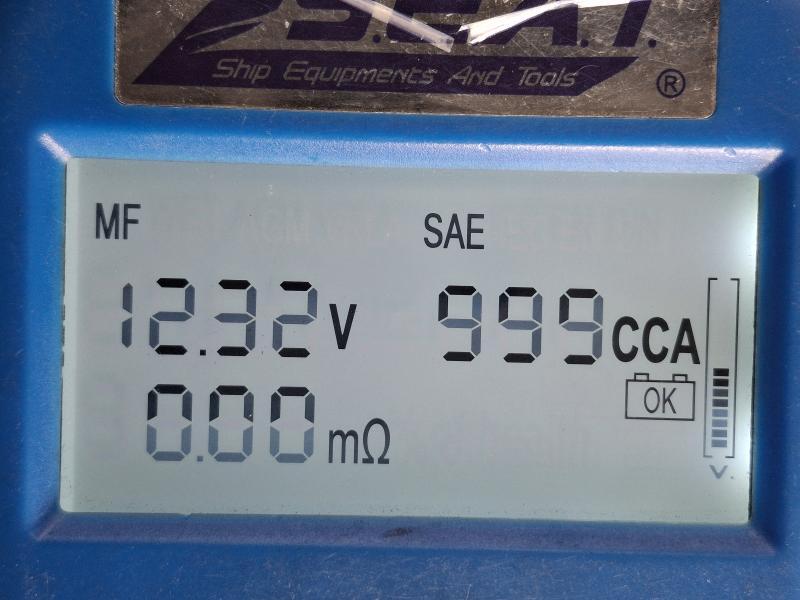 S.E.A.T.
Ship Equipments And Tools
®
MF
SAE
12.32 V
999 CCA
0.00 mΩ
OK
V.